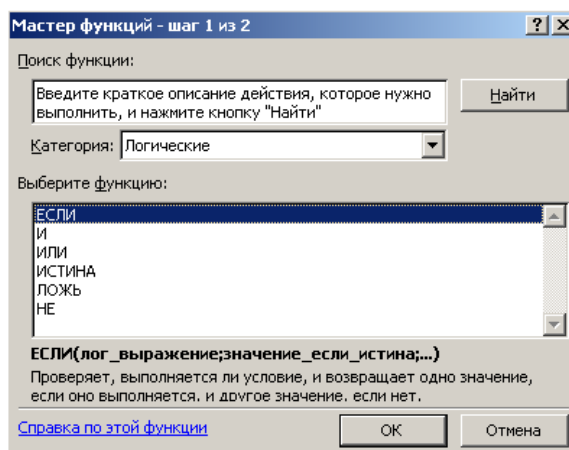 Мастер функций - шаг 1 из 2
Поиск функции:
Введите краткое описание действия, которое нужно
выполнить, и нажмите кнопку "Найти"
Найти
Категория: Логические
Выберите функцию:
ЕСЛИ
И
ИЛИ
ИСТИНА
ЛОЖЬ
НЕ
ЕСЛИ(лог_выражение;значение_если_истина;...)
Проверяет, выполняется ли условие, и возвращает одно значение,
если оно выполняется, и другое значение, если нет.
Справка по этой функции
ОК
Отмена